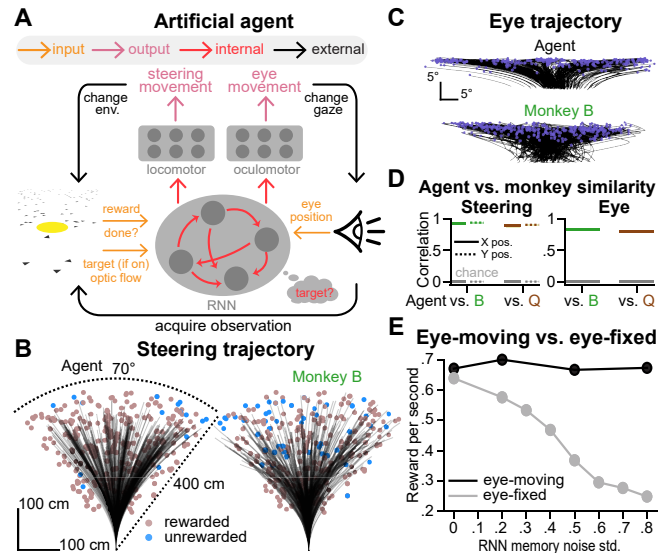 A
Artificial agent
input
output
internal
external
steering
movement
eye
movement
change
env.
change
gaze
locomotor
oculomotor
reward
done?
target (if on)
optic flow
eye
position
RNN
target?
acquire observation
B
Steering trajectory
Agent
70°
Monkey B
400 cm
100 cm
100 cm
rewarded
unrewarded
C
Eye trajectory
Agent
5°
5°
Monkey B
D
Agent vs. monkey similarity
Steering
Eye
Correlation
1
0
X pos.
Y pos.
chance
1
0
Agent vs. B
vs. Q
vs. B
vs. Q
E
Eye-moving vs. eye-fixed
Reward per second
.7
.6
.5
.4
.3
.2
eye-moving
eye-fixed
0 .1 .2 .3 .4 .5 .6 .7 .8
RNN memory noise std.